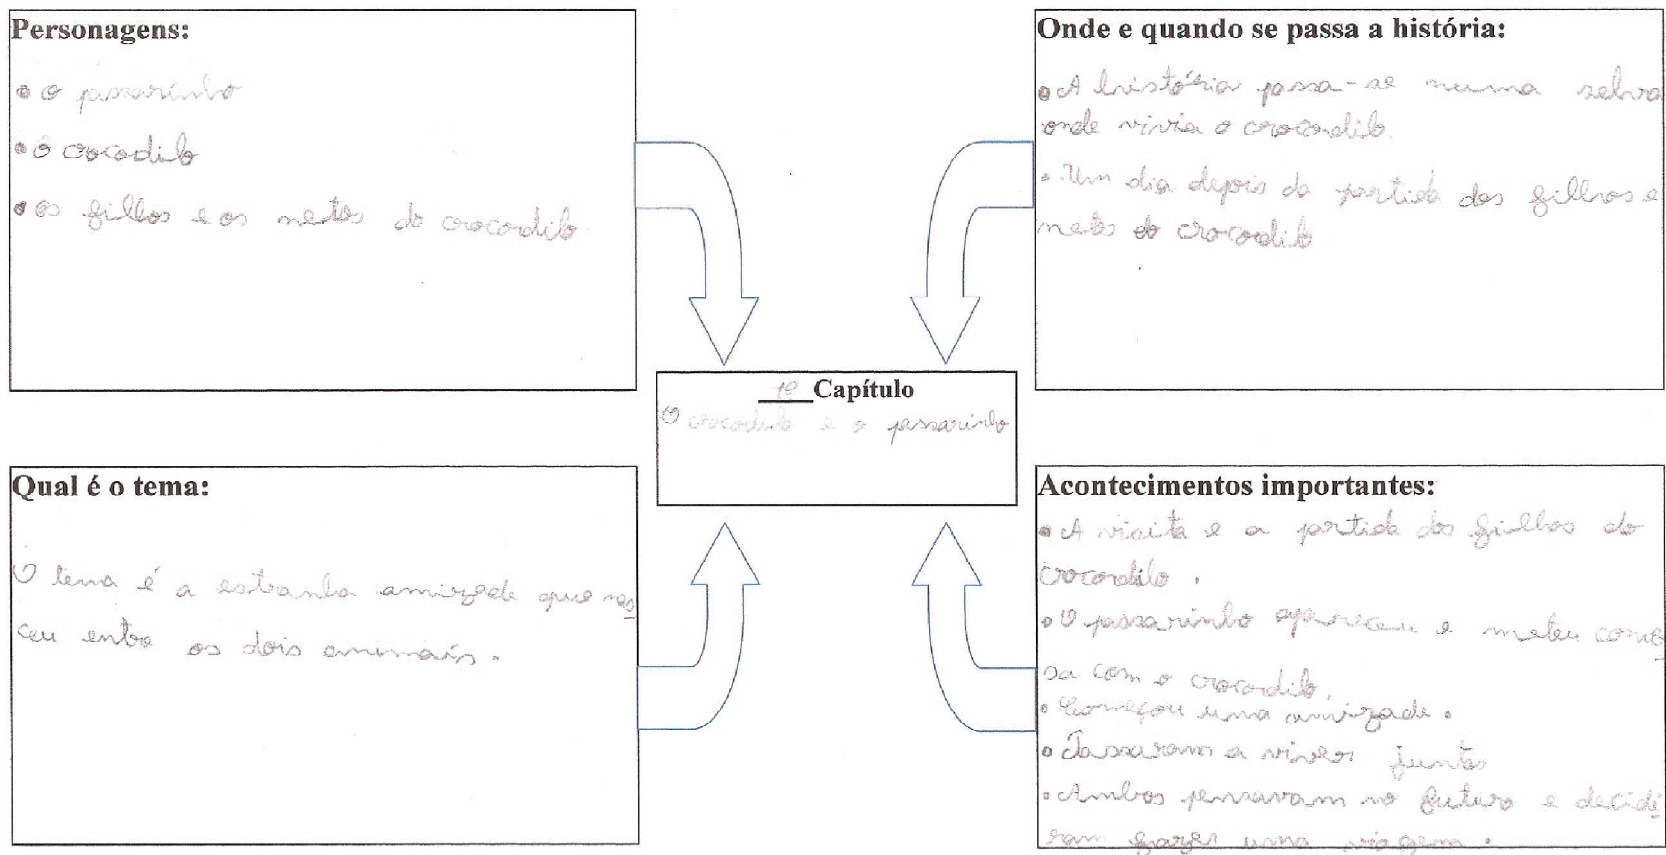 Personagens:
• O passarinho
• O crocodilo
• Os filhos e os netos do crocodilo.
Onde e quando se passa a história:
• A história passa-se numa selva
onde vivia o crocodilo.
• Um dia depois da partida dos filhos e
netos do crocodilo
1º Capítulo
O crocodilo e o passarinho
Qual é o tema:
O tema é a estranha amizade que nas
ceu entre os dois animais.
Acontecimentos importantes:
• A visita e a partida dos filhos do
crocodilo.
• O passarinho apareceu e meteu conver
sa com o crocodilo.
• Começou uma amizade.
• Passaram a viver juntos
• Ambos pensavam no futuro e decidi
ram fazer uma viagem.